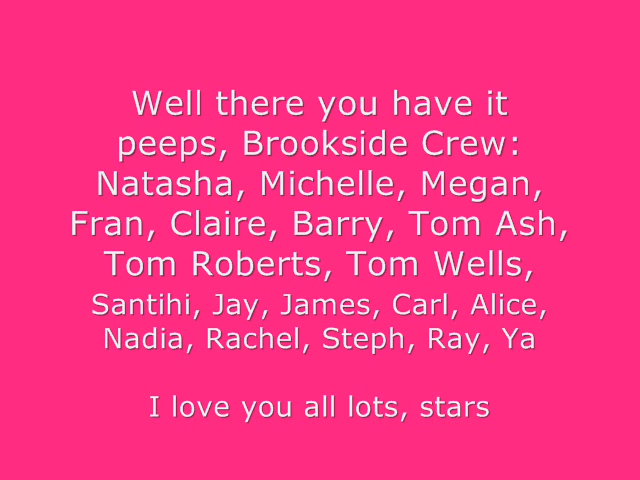 Well there you have it
peeps, Brookside Crew:
Natasha, Michelle, Megan,
Fran, Claire, Barry, Tom Ash,
Tom Roberts, Tom Wells,
Santihi, Jay, James, Carl, Alice,
Nadia, Rachel, Steph, Ray, Ya
I love you all lots, stars